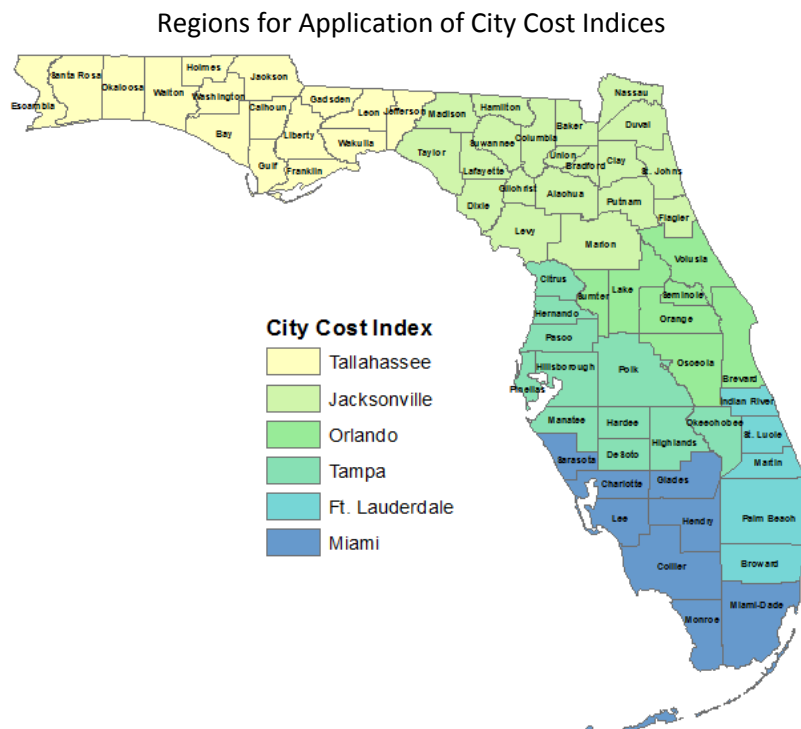 Regions for Application of City Cost Indices
Holmes
Santa Rosa
Okaloosa
Jackson
Escambia
Walton
Washington
Nassau
Gadsden
Hamilton
Calhoun
Leon
Jefferson
Madison
Baker
Duval
Bay
Liberty
Columbia
Wakulla
Suwannee
Taylor
Union
Clay
Bradford
Gulf
Franklin
Lafayette
St. Johns
Gilchrist
Alachua
Putnam
Dixie
Flagler
Levy
Marion
Volusia
Citrus
Lake
Sumter
Seminole
Hernando
Orange
City Cost Index
Pasco
Tallahassee
Hillsborough
Polk
Osceola
Pinellas
Brevard
Jacksonville
Indian River
Manatee
Hardee
Okeechobee
Orlando
St. Lucie
Highlands
DeSoto
Sarasota
Martin
Tampa
Charlotte
Glades
Ft. Lauderdale
Lee
Hendry
Palm Beach
Miami
Collier
Broward
Miami-Dade
Monroe